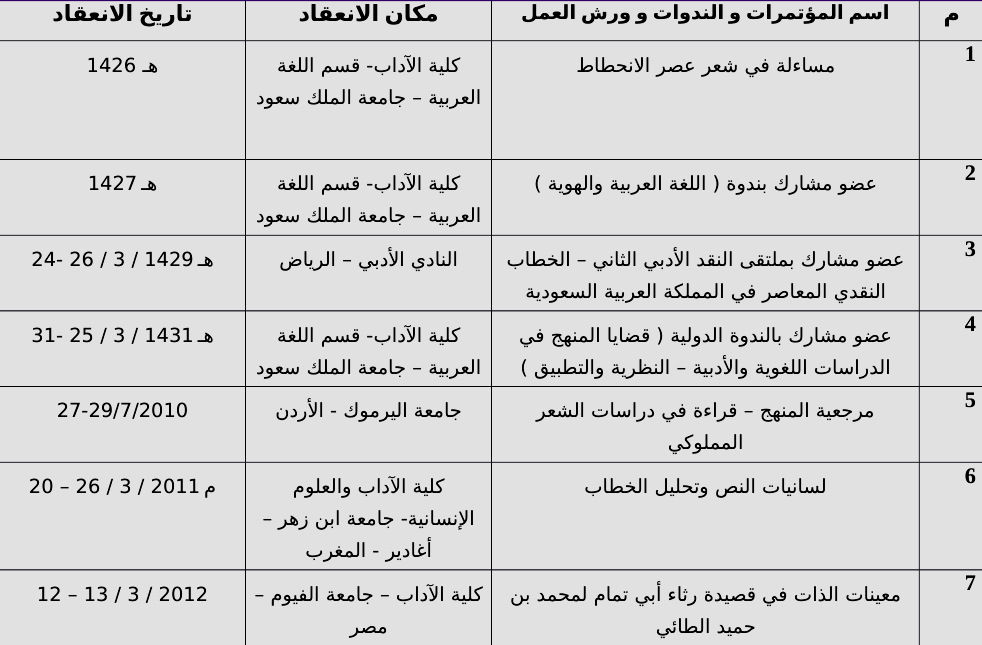 م
اسم المؤتمرات و الندوات و ورش العمل
مكان الانعقاد
تاريخ الانعقاد
1
مساءلة في شعر عصر الانحطاط
كلية الآداب- قسم اللغة
العربية – جامعة الملك سعود
1426 هـ
2
عضو مشارك بندوة ( اللغة العربية والهوية )
كلية الآداب- قسم اللغة
العربية – جامعة الملك سعود
1427 هـ
3
عضو مشارك بملتقى النقد الأدبي الثاني – الخطاب
النقدي المعاصر في المملكة العربية السعودية
النادي الأدبي – الرياض
24- 26 / 3 / 1429 هـ
4
عضو مشارك بالندوة الدولية ( قضايا المنهج في
الدراسات اللغوية والأدبية – النظرية والتطبيق )
كلية الآداب- قسم اللغة
العربية – جامعة الملك سعود
31- 25 / 3 / 1431 هـ
5
مرجعية المنهج – قراءة في دراسات الشعر
المملوكي
جامعة اليرموك - الأردن
27-29/7/2010
6
لسانيات النص وتحليل الخطاب
كلية الآداب والعلوم
الإنسانية- جامعة ابن زهر –
أغادير - المغرب
20 – 26 / 3 / 2011 م
7
معينات الذات في قصيدة رثاء أبي تمام لمحمد بن
حميد الطائي
كلية الآداب – جامعة الفيوم –
مصر
12 – 13 / 3 / 2012